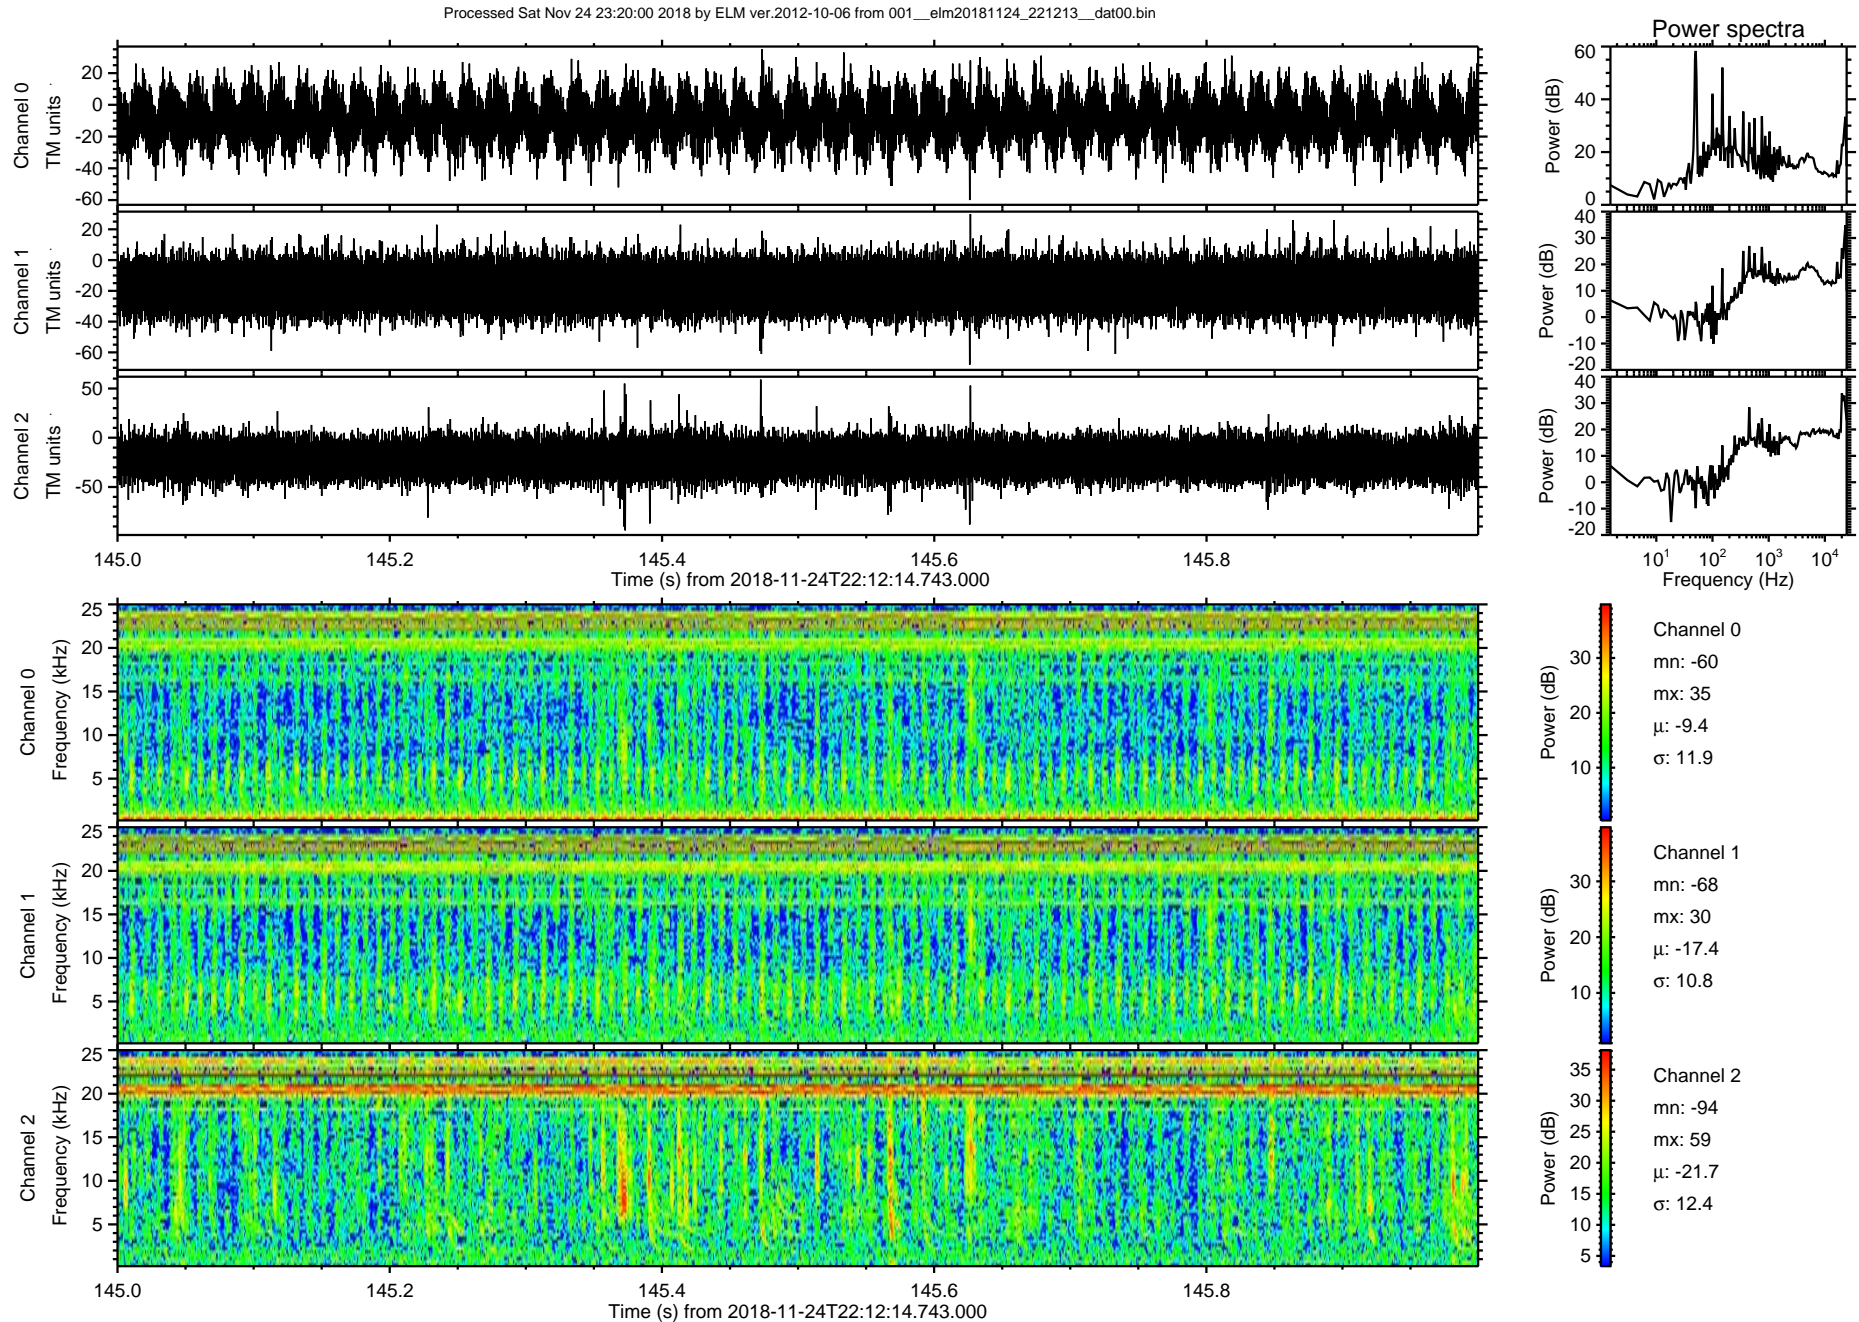 Processed Sat Nov 24 23:20:00 2018 by ELM ver.2012-10-06 from 001__elm20181124_221213__dat00.bin
Power spectra
Channel 0
TM units
20
0
-20
-40
-60
Power (dB)
60
40
20
0
Channel 1
TM units
20
0
-20
-40
-60
Power (dB)
40
30
20
10
0
-10
-20
Channel 2
TM units
50
0
-50
Power (dB)
40
30
20
10
0
-10
-20
145.0 145.2 145.4 145.6 145.8
Time (s) from 2018-11-24T22:12:14.743.000
10^1 10^2 10^3 10^4
Frequency (Hz)
Channel 0
Frequency (kHz)
25
20
15
10
5
Power (dB)
30
20
10
Channel 0
mn: -60
mx: 35
μ: -9.4
σ: 11.9
Channel 1
Frequency (kHz)
25
20
15
10
5
Power (dB)
30
20
10
Channel 1
mn: -68
mx: 30
μ: -17.4
σ: 10.8
Channel 2
Frequency (kHz)
25
20
15
10
5
Power (dB)
35
30
25
20
15
10
5
Channel 2
mn: -94
mx: 59
μ: -21.7
σ: 12.4
145.0 145.2 145.4 145.6 145.8
Time (s) from 2018-11-24T22:12:14.743.000